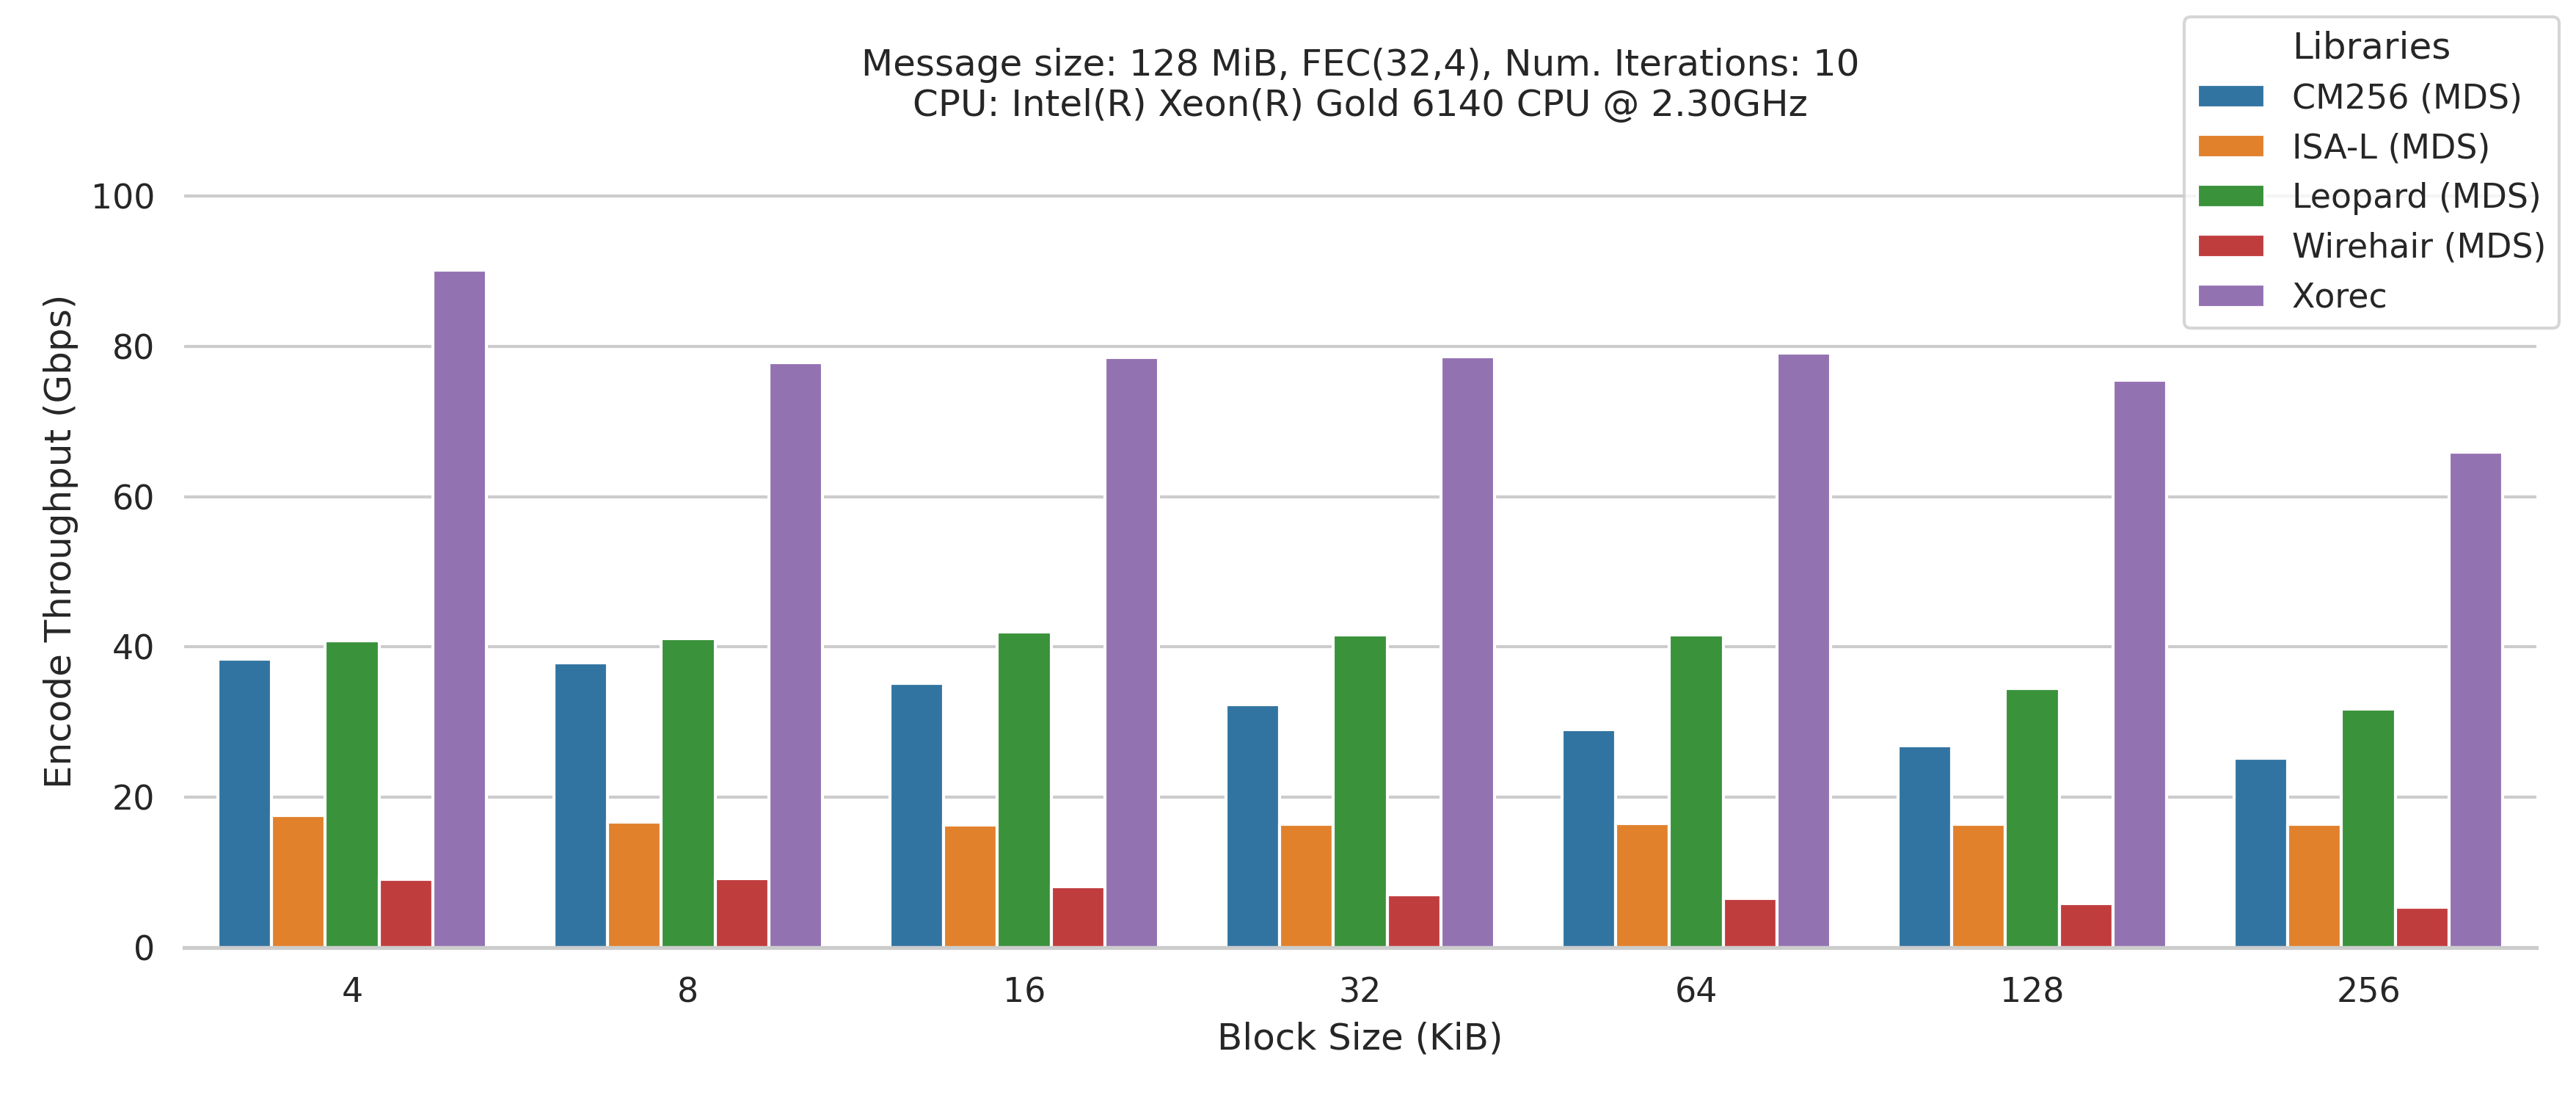 Message size: 128 MiB, FEC(32,4), Num. Iterations: 10
CPU: Intel(R) Xeon(R) Gold 6140 CPU @ 2.30GHz
Libraries
CM256 (MDS)
ISA-L (MDS)
Leopard (MDS)
Wirehair (MDS)
Xorec
Encode Throughput (Gbps)
100
80
60
40
20
0
4 8 16 32 64 128 256
Block Size (KiB)